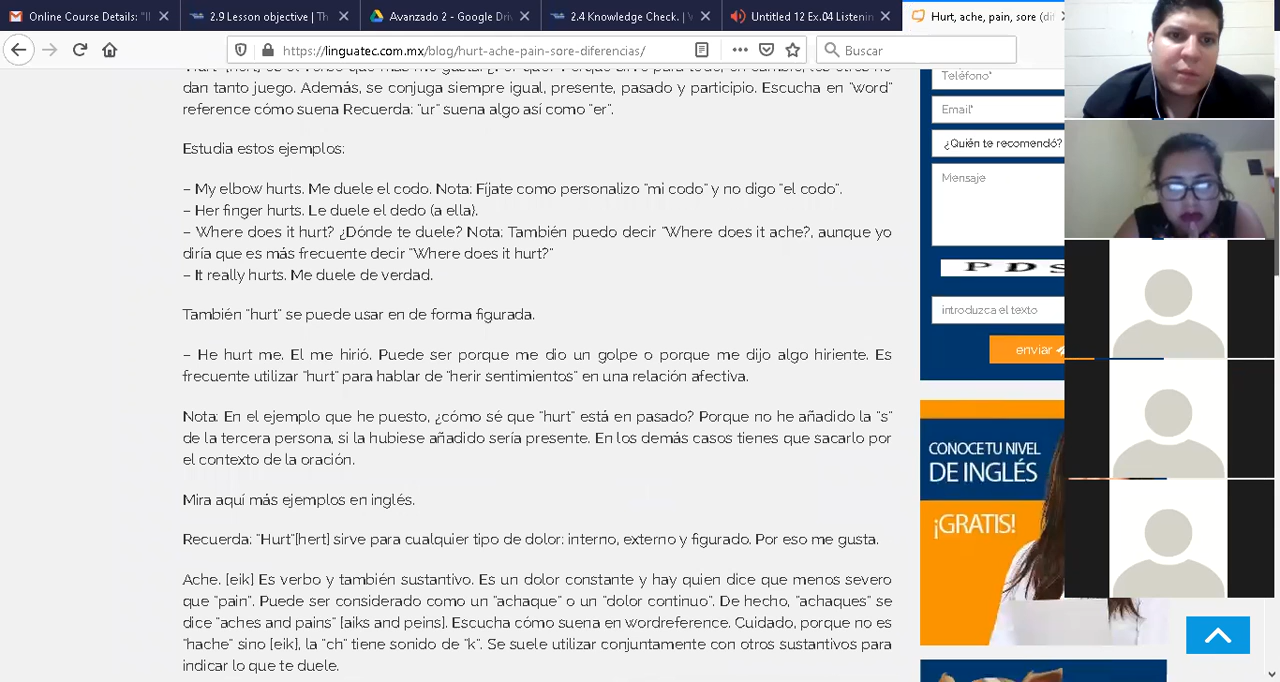 Online Course Details: "II
2.0 Lesson objective | Th
Avanzado 2 - Google Dri
2.4 Knowledge Check. | V
Untitled 12 Ex.04 Listenin
Hurt, ache, pain, sore (di
https://linguatec.com.mx/blog/hurt-ache-pain-sore-diferencias/
Buscar
dan tanto juego. Además, se conjuga siempre igual, presente, pasado y participio. Escucha en "word"
reference cómo suena Recuerda: "ur" suena algo así como "er".
Estudia estos ejemplos:
– My elbow hurts. Me duele el codo. Nota: Fíjate como personalizo "mi codo" y no digo "el codo".
– Her finger hurts. Le duele el dedo (a ella).
– Where does it hurt? ¿Dónde te duele? Nota: También puedo decir "Where does it ache?, aunque yo
diría que es más frecuente decir "Where does it hurt?"
– It really hurts. Me duele de verdad.
También "hurt" se puede usar en de forma figurada.
– He hurt me. El me hirió. Puede ser porque me dio un golpe o porque me dijo algo hiriente. Es
frecuente utilizar "hurt" para hablar de "herir sentimientos" en una relación afectiva.
Nota. En el ejemplo que he puesto, ¿cómo sé que "hurt" está en pasado? Porque no he añadido la "s"
de la tercera persona, si la hubiese añadido sería presente. En los demás casos tienes que sacarlo por
el contexto de la oración.
Mira aquí más ejemplos en inglés.
Recuerda: "Hurt"[hert] sirve para cualquier tipo de dolor: interno, externo y figurado. Por eso me gusta.
Ache. [eik] Es verbo y también sustantivo. Es un dolor constante y hay quien dice que menos severo
que "pain". Puede ser considerado como un "achaque" o un "dolor continuo". De hecho, "achaques" se
dice "aches and pains" [aiks and peins]. Escucha cómo suena en wordreference. Cuidado, porque no es
"hache" sino [eik], la "ch" tiene sonido de "k". Se suele utilizar conjuntamente con otros sustantivos para
indicar lo que te duele.
Teléfono*
Email*
¿Quién te recomendó?
Mensaje
P D S
introduzca el texto
enviar
CONOCE TU NIVEL
DE INGLÉS
¡GRATIS!